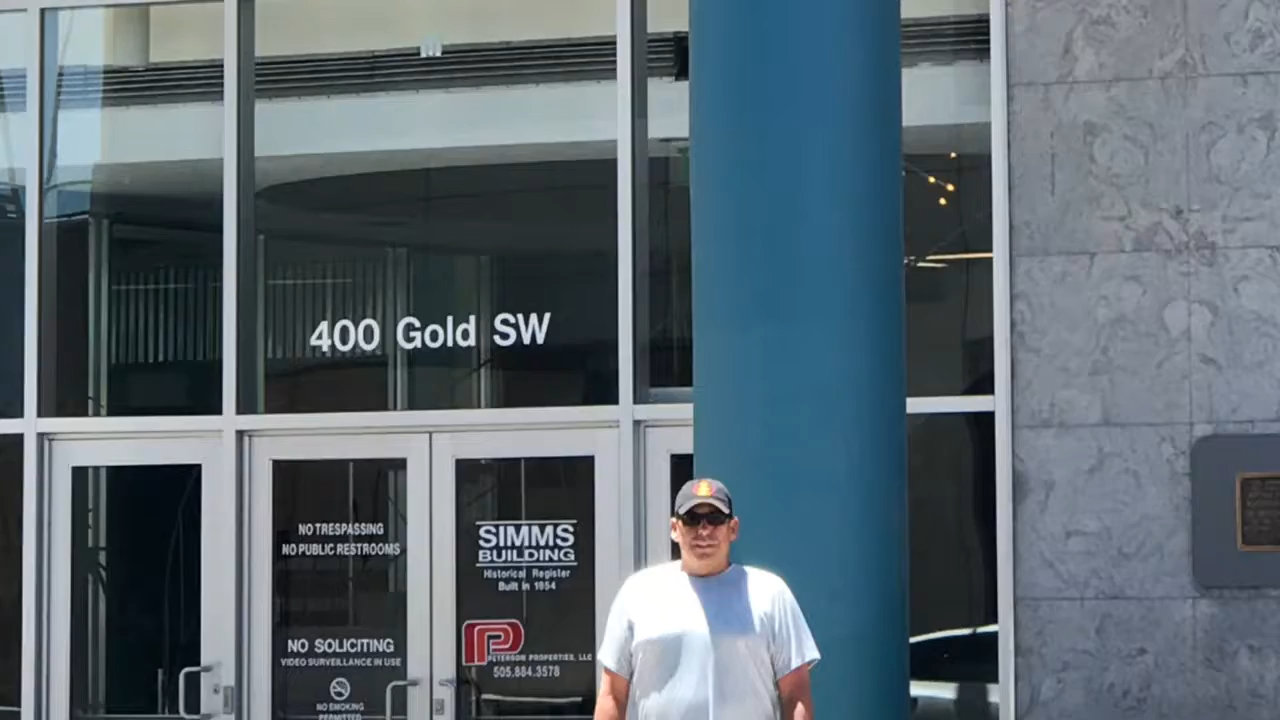 400 Gold SW
NO TRESPASSING
NO PUBLIC RESTROOMS
SIMMS
BUILDING
Historical Register
Built in 1954
NO SOLICITING
VIDEO SURVEILLANCE IN USE
NO SMOKING
PERMITTED
PETERSON PROPERTIES, LLC
505.884.3578